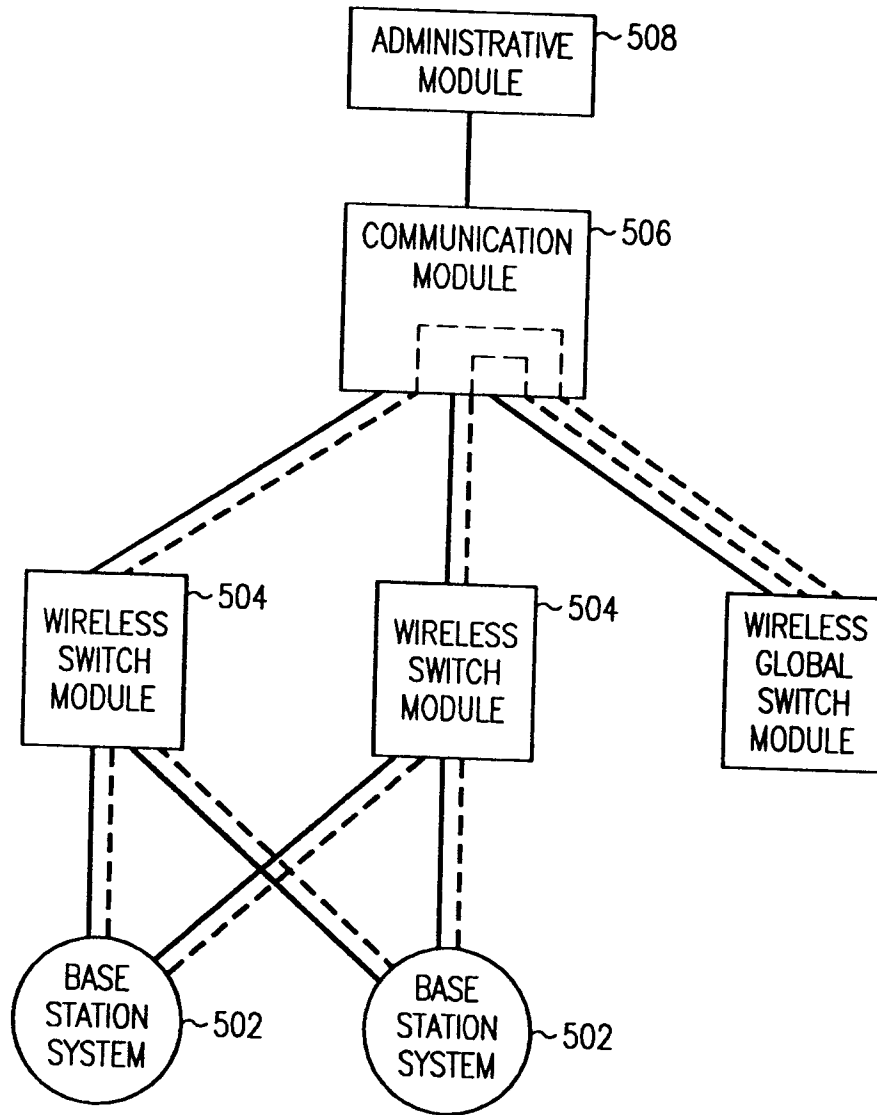 ADMINISTRATIVE
MODULE
508
COMMUNICATION
MODULE
506
WIRELESS
SWITCH
MODULE
504
WIRELESS
SWITCH
MODULE
504
WIRELESS
GLOBAL
SWITCH
MODULE
BASE
STATION
SYSTEM
502
BASE
STATION
SYSTEM
502